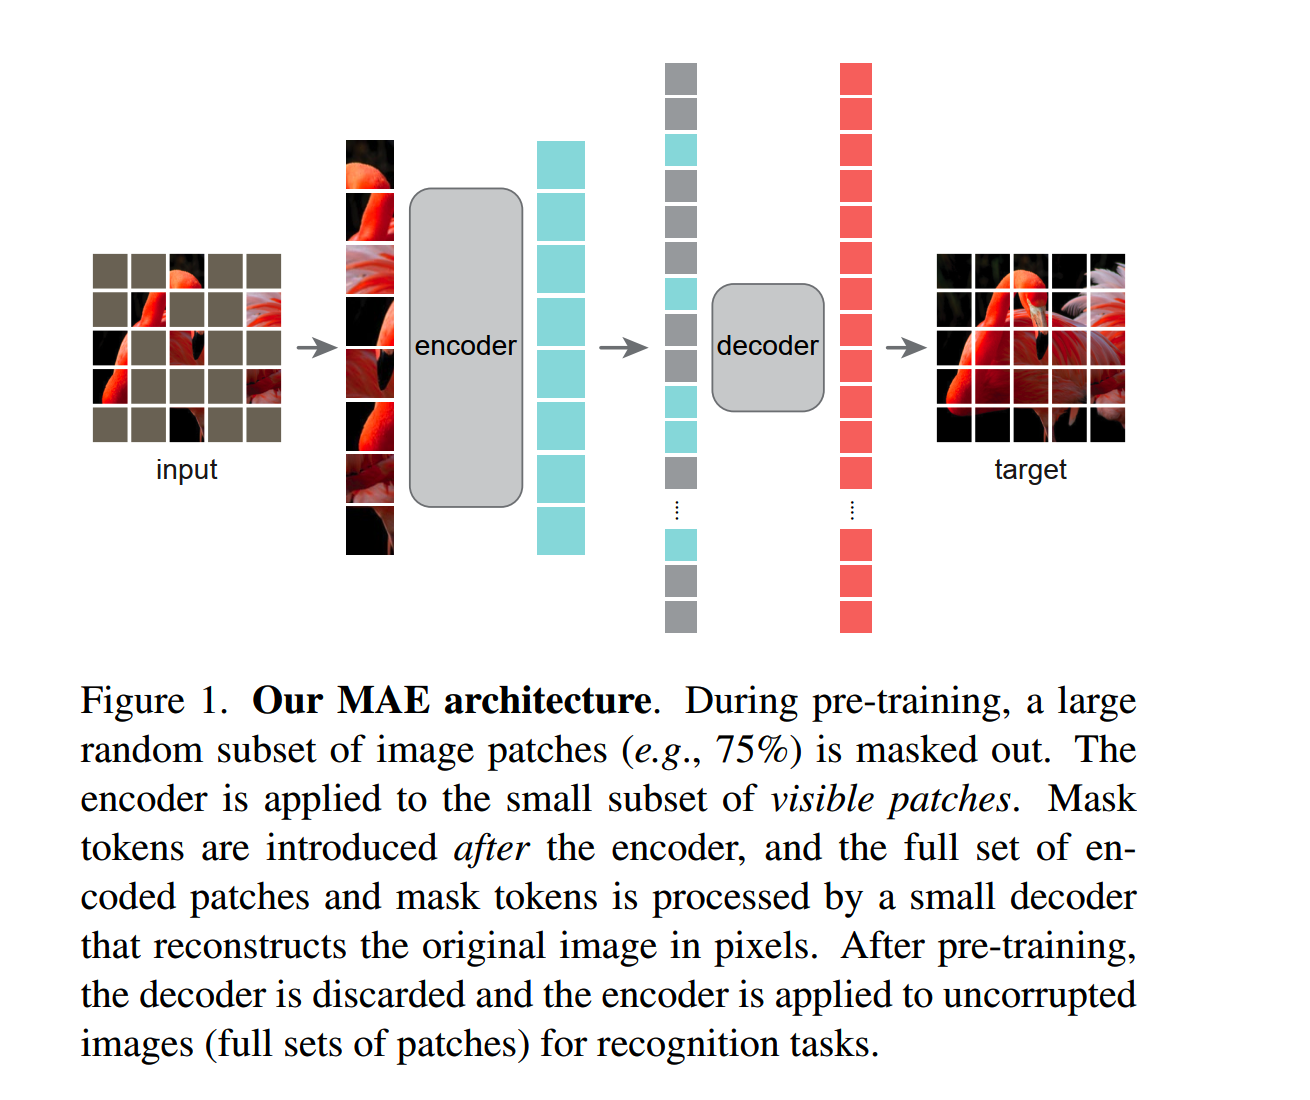 input
encoder
decoder
target
Figure 1. Our MAE architecture. During pre-training, a large
random subset of image patches (e.g., 75%) is masked out. The
encoder is applied to the small subset of visible patches. Mask
tokens are introduced after the encoder, and the full set of en-
coded patches and mask tokens is processed by a small decoder
that reconstructs the original image in pixels. After pre-training,
the decoder is discarded and the encoder is applied to uncorrupted
images (full sets of patches) for recognition tasks.